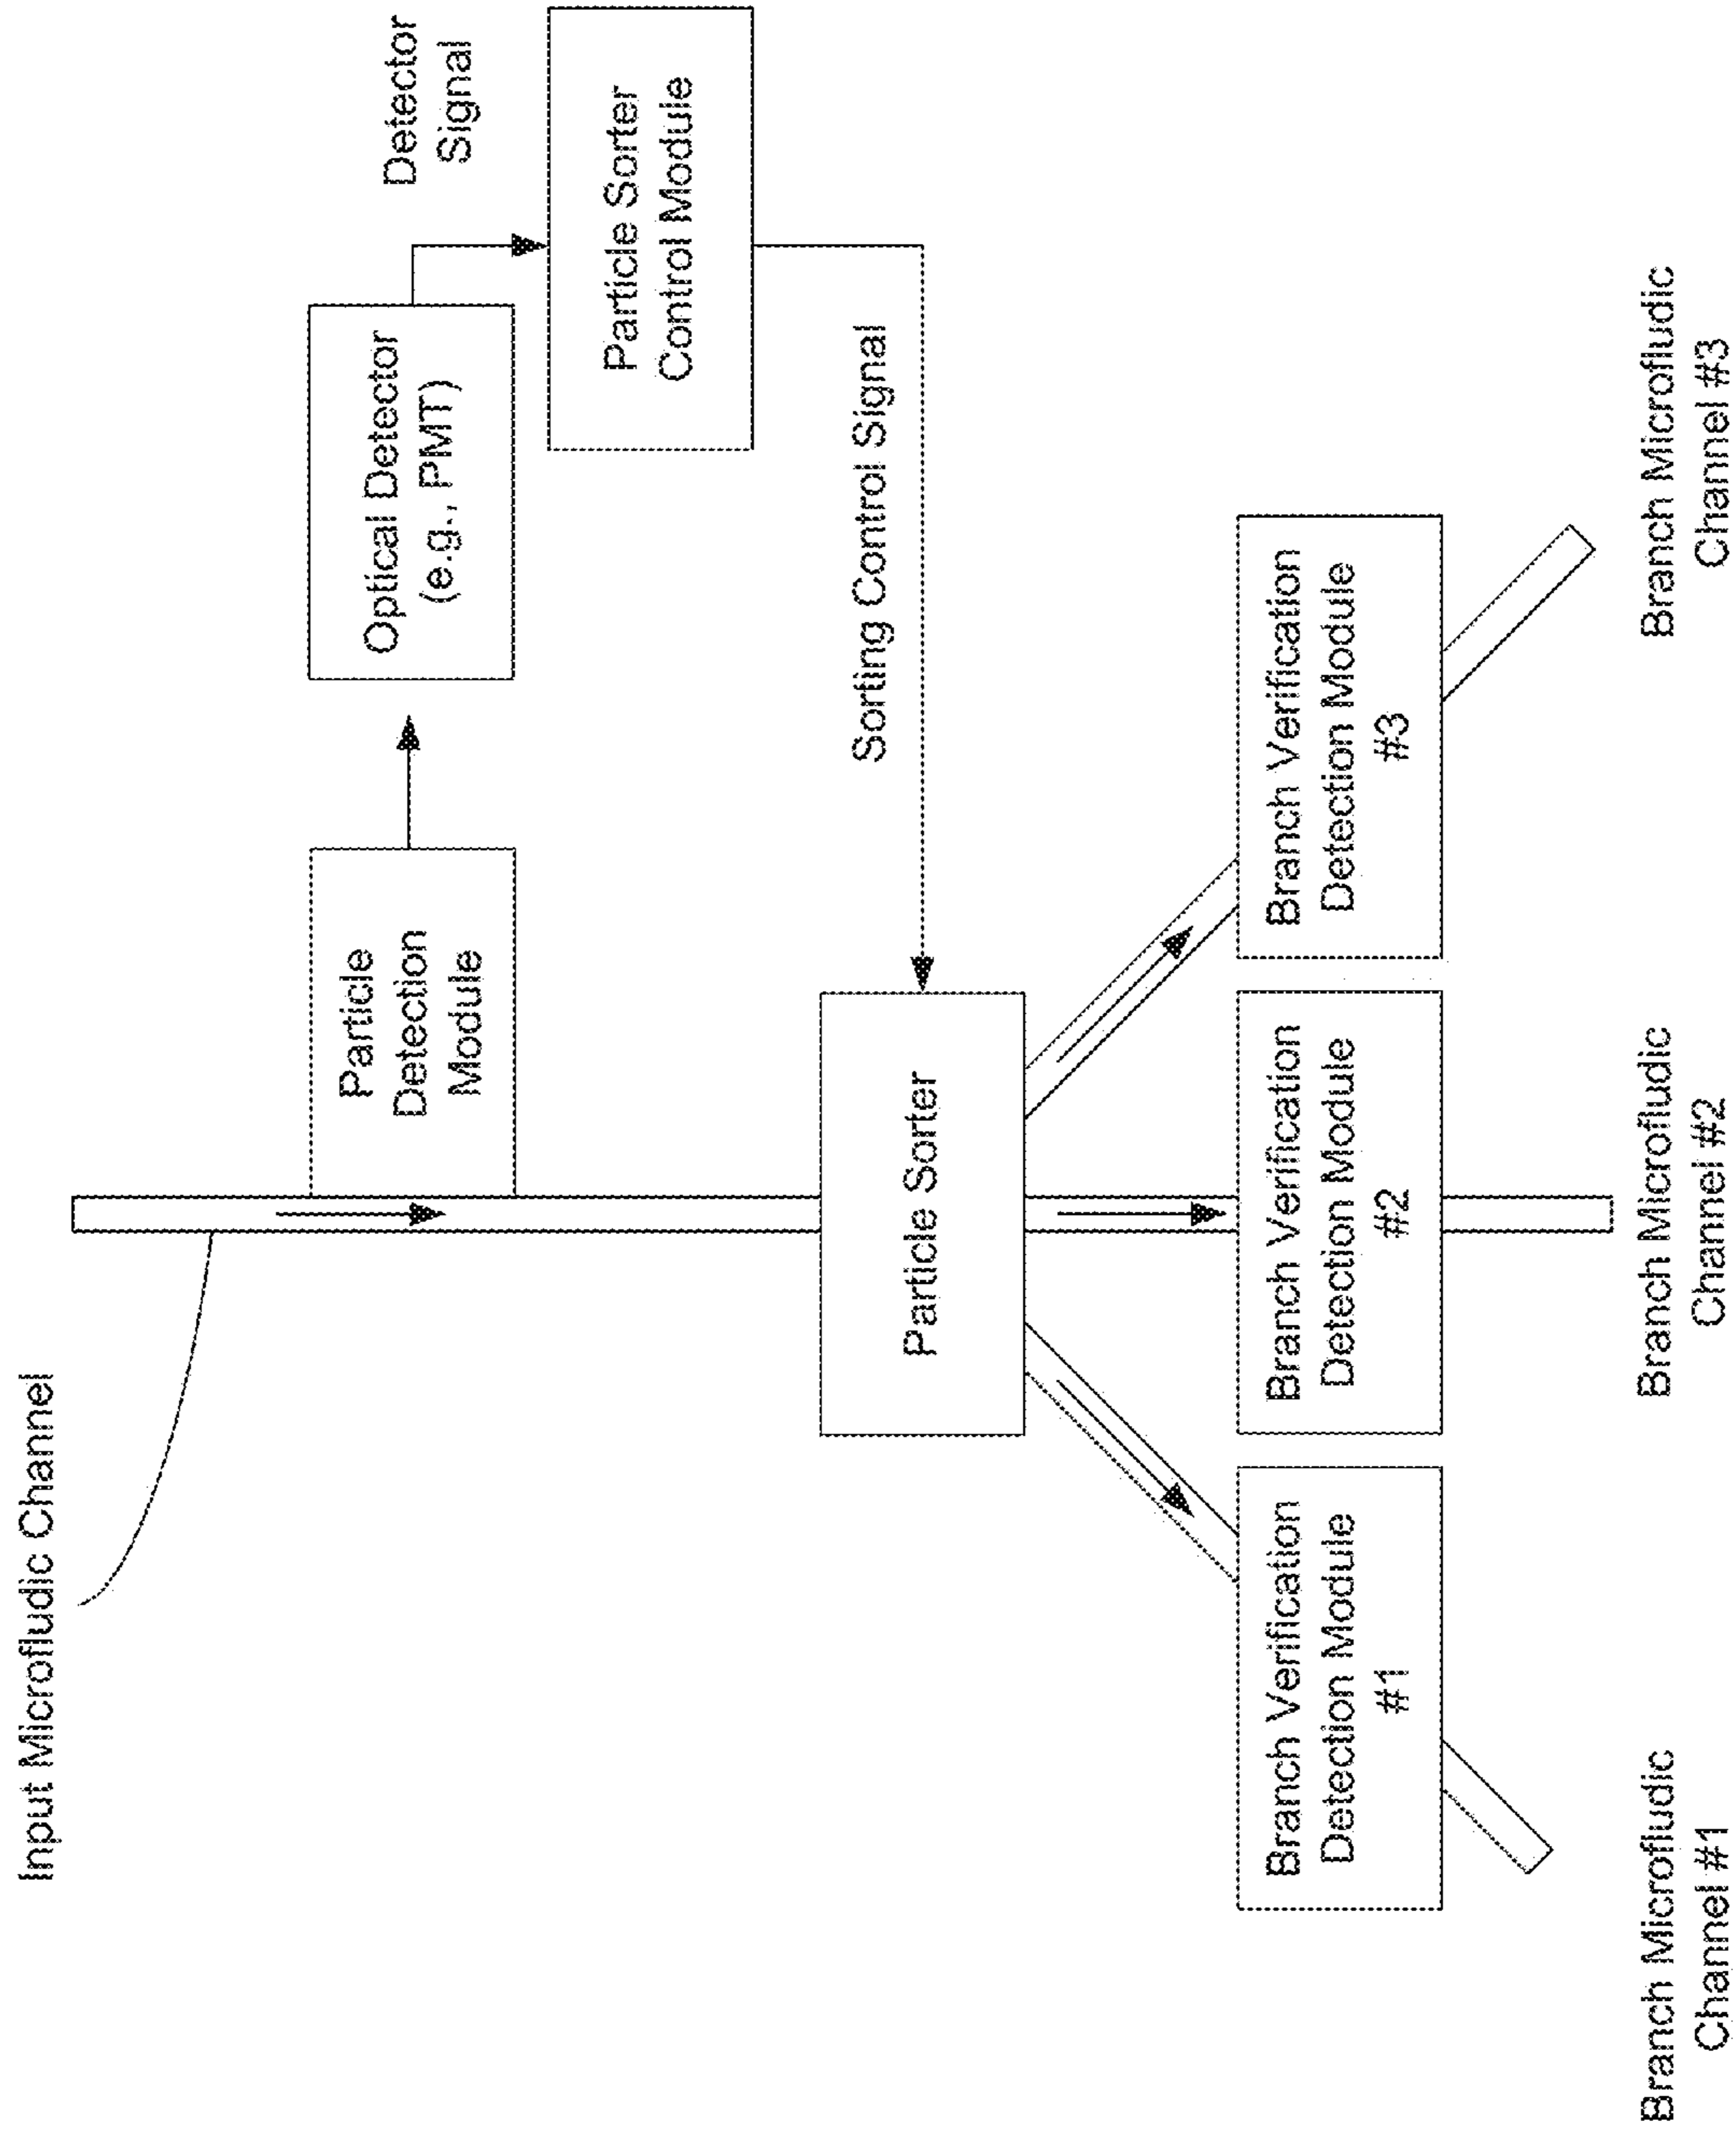 Input Microfludic Channel
Particle
Detection
Module
Optical Detector
(e.g., PMT)
Detector
Signal
Particle Sorter
Control Module
Sorting Control Signal
Particle Sorter
Branch Verification
Detection Module
#1
Branch Verification
Detection Module
#2
Branch Verification
Detection Module
#3
Branch Microfludic
Channel #1
Branch Microfludic
Channel #2
Branch Microfludic
Channel #3